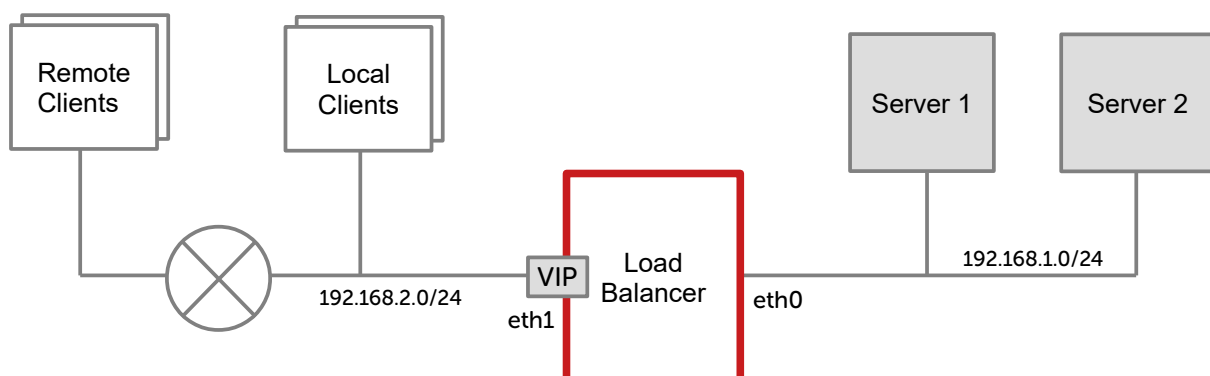 Remote
Clients
Local
Clients
Server 1
Server 2
192.168.2.0/24
VIP
eth1
Load
Balancer
eth0
192.168.1.0/24